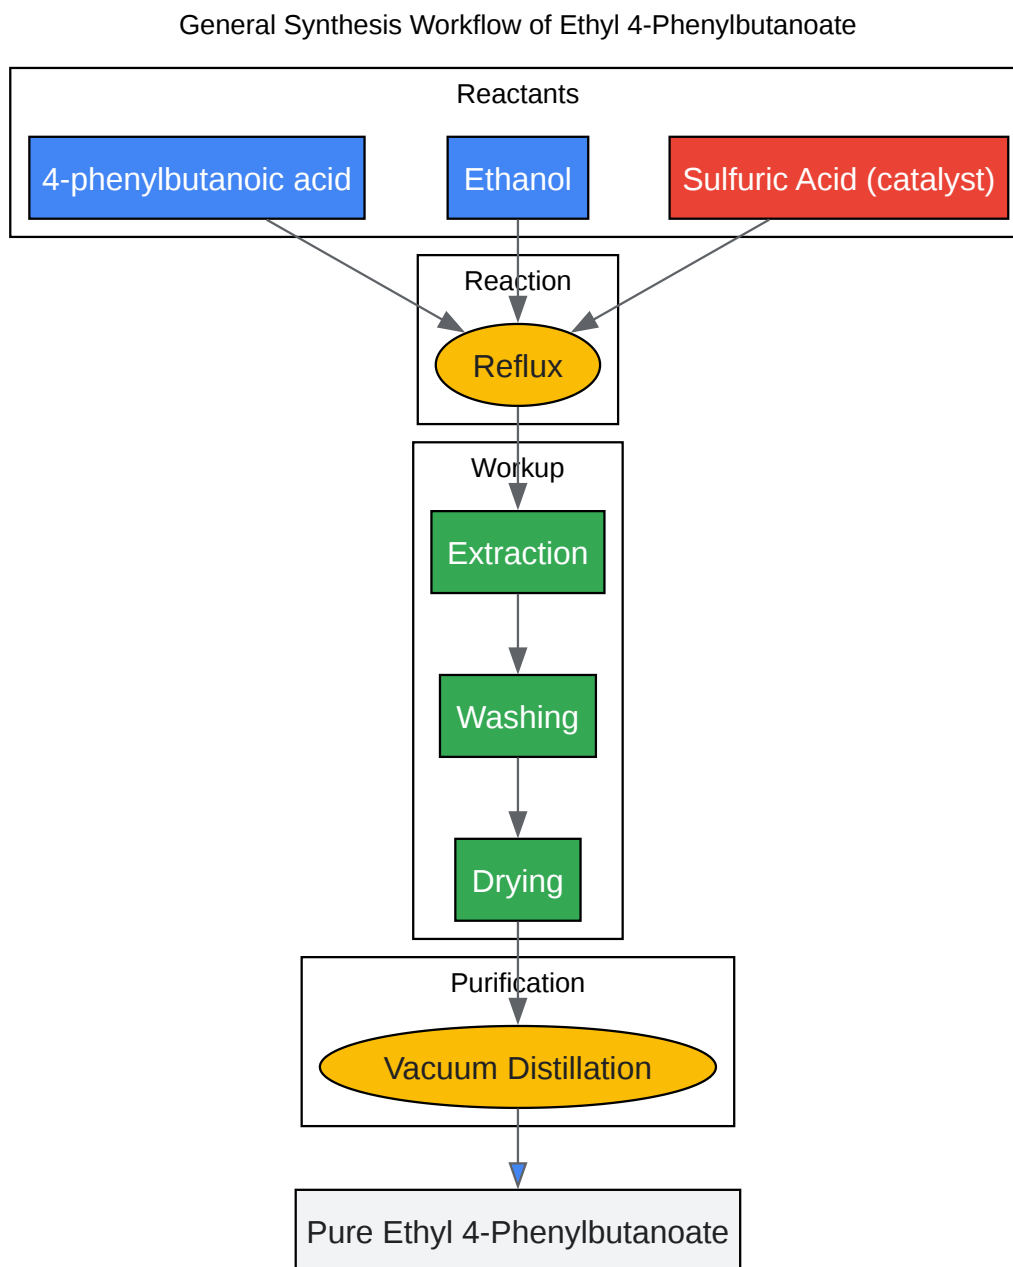 General Synthesis Workflow of Ethyl 4-Phenylbutanoate
Reactants
4-phenylbutanoic acid
Ethanol
Sulfuric Acid (catalyst)
Reaction
Reflux
Workup
Extraction
Washing
Drying
Purification
Vacuum Distillation
Pure Ethyl 4-Phenylbutanoate